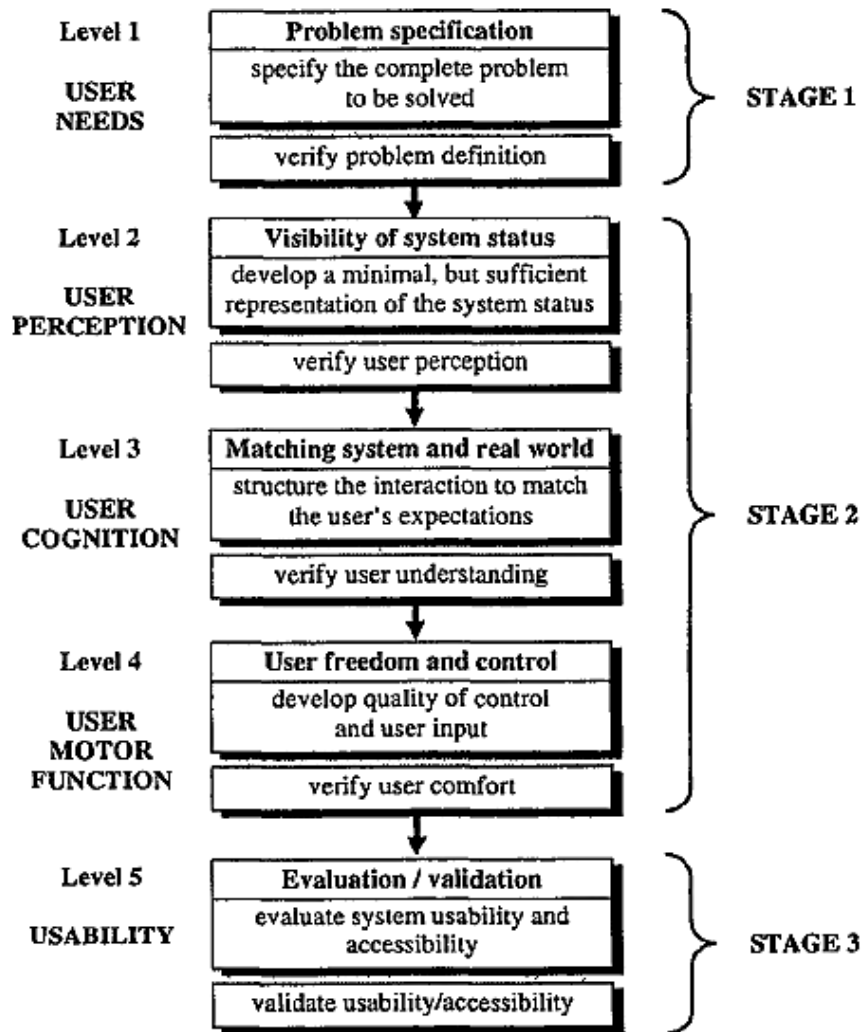 Level 1
USER
NEEDS
Problem specification
specify the complete problem
to be solved
verify problem definition
STAGE 1
Level 2
USER
PERCEPTION
Visibility of system status
develop a minimal, but sufficient
representation of the system status
verify user perception
Level 3
USER
COGNITION
Matching system and real world
structure the interaction to match
the user's expectations
verify user understanding
STAGE 2
Level 4
USER
MOTOR
FUNCTION
User freedom and control
develop quality of control
and user input
verify user comfort
Level 5
USABILITY
Evaluation / validation
evaluate system usability and
accessibility
validate usability/accessibility
STAGE 3